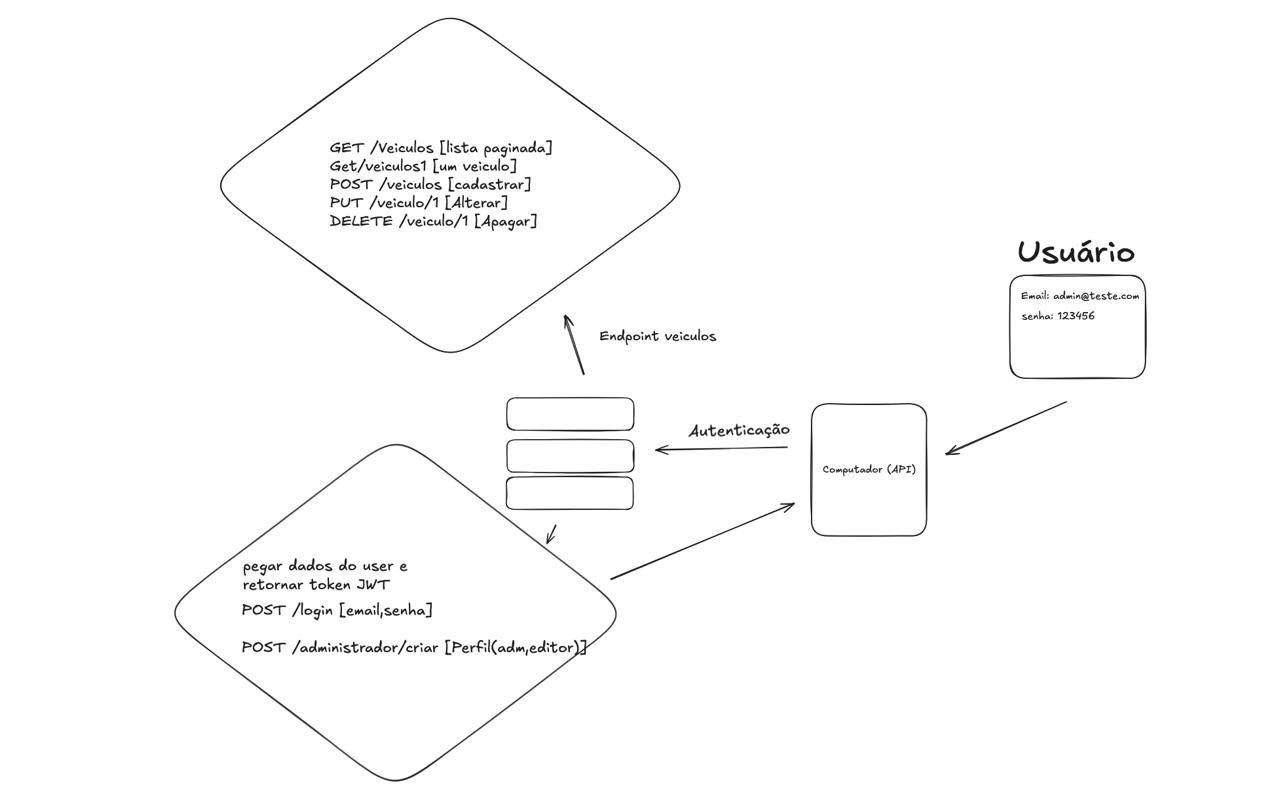 GET /Veiculos [lista paginada]
Get/veiculos1 [um veiculo]
POST /veiculos [cadastrar]
PUT /veiculo/1 [Alterar]
DELETE /veiculo/1 [Apagar]
Usuário
Email: admin@teste.com
senha: 123456
Endpoint veiculos
Autenticação
Computador (API)
pegar dados do user e
retornar token JWT
POST /login [email,senha]
POST /administrador/criar [Perfil(adm,editor)]